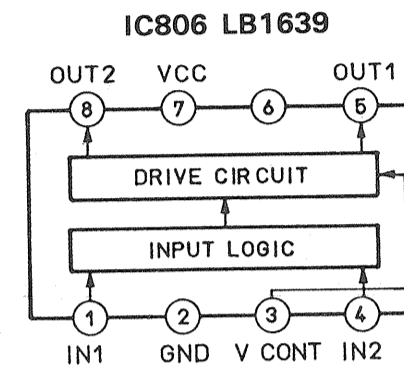 IC806 LB1639
OUT2 VCC OUT1
8 7 6 5
DRIVE CIRCUIT
INPUT LOGIC
1 2 3 4
IN1 GND V CONT IN2